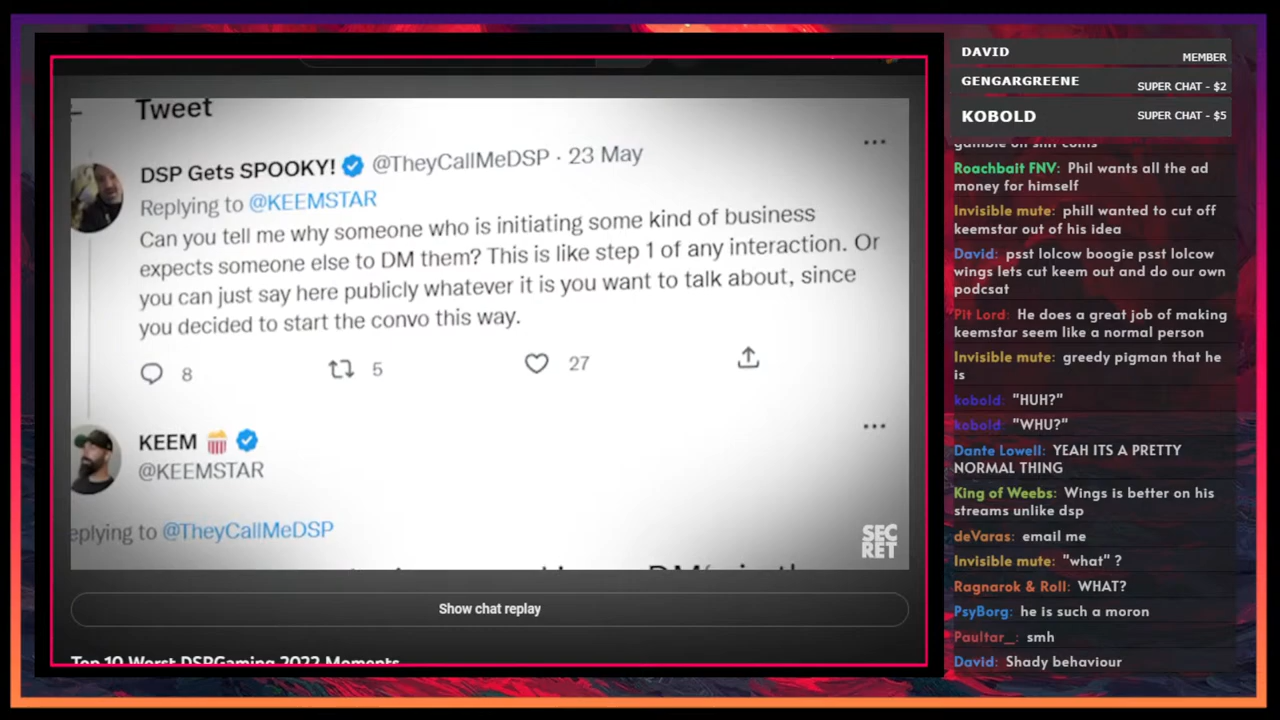 Tweet
DSP Gets SPOOKY! @TheyCallMeDSP · 23 May
Replying to @KEEMSTAR
Can you tell me why someone who is initiating some kind of business
expects someone else to DM them? This is like step 1 of any interaction. Or
you can just say here publicly whatever it is you want to talk about, since
you decided to start the convo this way.
8 5 27
KEEM 🍿
@KEEMSTAR
eplying to @TheyCallMeDSP
SEC
RET
Show chat replay
Top 10 Worst DSPGaming 2022 Moments
DAVID MEMBER
GENGARGREENE SUPER CHAT - $2
KOBOLD SUPER CHAT - $5
Roachbait FNV: Phil wants all the ad
money for himself
Invisible mute: phill wanted to cut off
keemstar out of his idea
David: psst lolcow boogie psst lolcow
wings lets cut keem out and do our own
podcsat
Pit Lord: He does a great job of making
keemstar seem like a normal person
Invisible mute: greedy pigman that he
is
kobold: "HUH?"
kobold: "WHU?"
Dante Lowell: YEAH ITS A PRETTY
NORMAL THING
King of Weebs: Wings is better on his
streams unlike dsp
deVaras: email me
Invisible mute: "what" ?
Ragnarok & Roll: WHAT?
PsyBorg: he is such a moron
Paultar_: smh
David: Shady behaviour